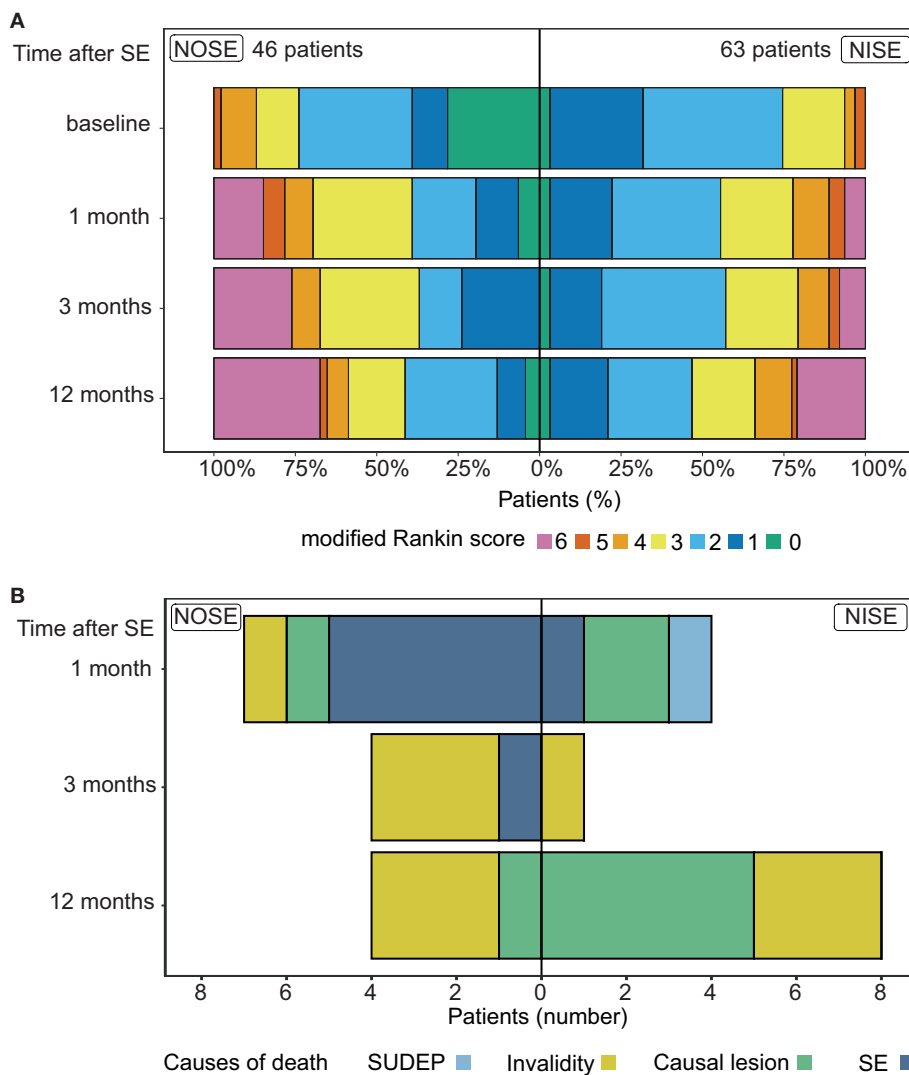 A
Time after SE
NOSE 46 patients
63 patients NISE
baseline
1 month
3 months
12 months
100% 75% 50% 25% 0% 25% 50% 75% 100%
Patients (%)
modified Rankin score 6 5 4 3 2 1 0
B
NOSE
NISE
Time after SE
1 month
3 months
12 months
8 6 4 2 0 2 4 6 8
Patients (number)
Causes of death SUDEP Invalidity Causal lesion SE